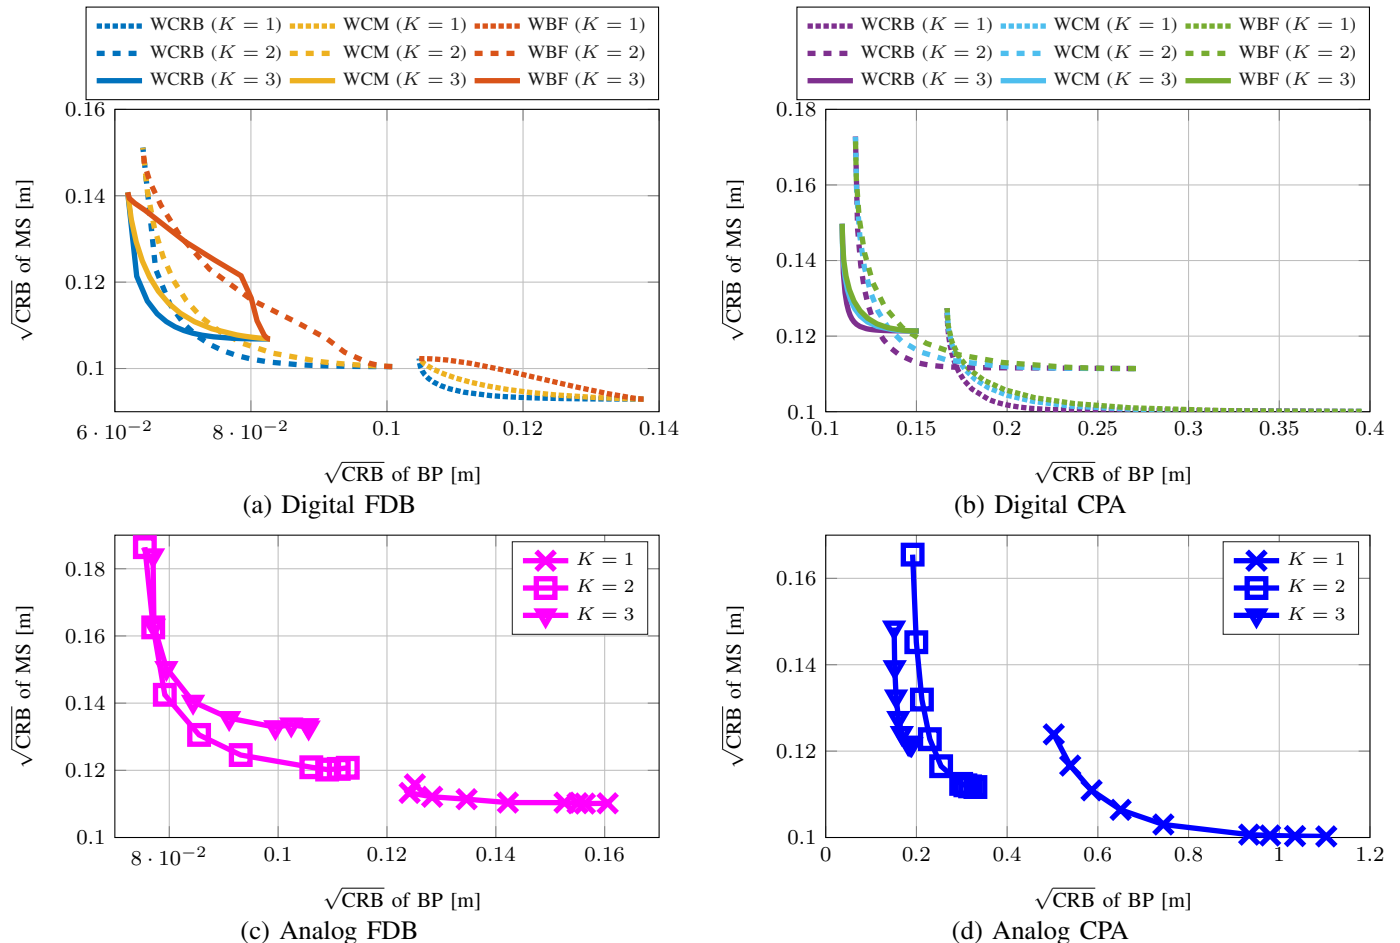 WCRB (K = 1) WCM (K = 1) WBF (K = 1)
WCRB (K = 2) WCM (K = 2) WBF (K = 2)
WCRB (K = 3) WCM (K = 3) WBF (K = 3)
0.16
0.14
0.12
0.1
6 · 10⁻² 8 · 10⁻² 0.1 0.12 0.14
√CRB of MS [m]
√CRB of BP [m]
(a) Digital FDB
WCRB (K = 1) WCM (K = 1) WBF (K = 1)
WCRB (K = 2) WCM (K = 2) WBF (K = 2)
WCRB (K = 3) WCM (K = 3) WBF (K = 3)
0.18
0.16
0.14
0.12
0.1
0.1 0.15 0.2 0.25 0.3 0.35 0.4
√CRB of MS [m]
√CRB of BP [m]
(b) Digital CPA
K = 1
K = 2
K = 3
0.18
0.16
0.14
0.12
0.1
8 · 10⁻² 0.1 0.12 0.14 0.16
√CRB of MS [m]
√CRB of BP [m]
(c) Analog FDB
K = 1
K = 2
K = 3
0.16
0.14
0.12
0.1
0 0.2 0.4 0.6 0.8 1 1.2
√CRB of MS [m]
√CRB of BP [m]
(d) Analog CPA